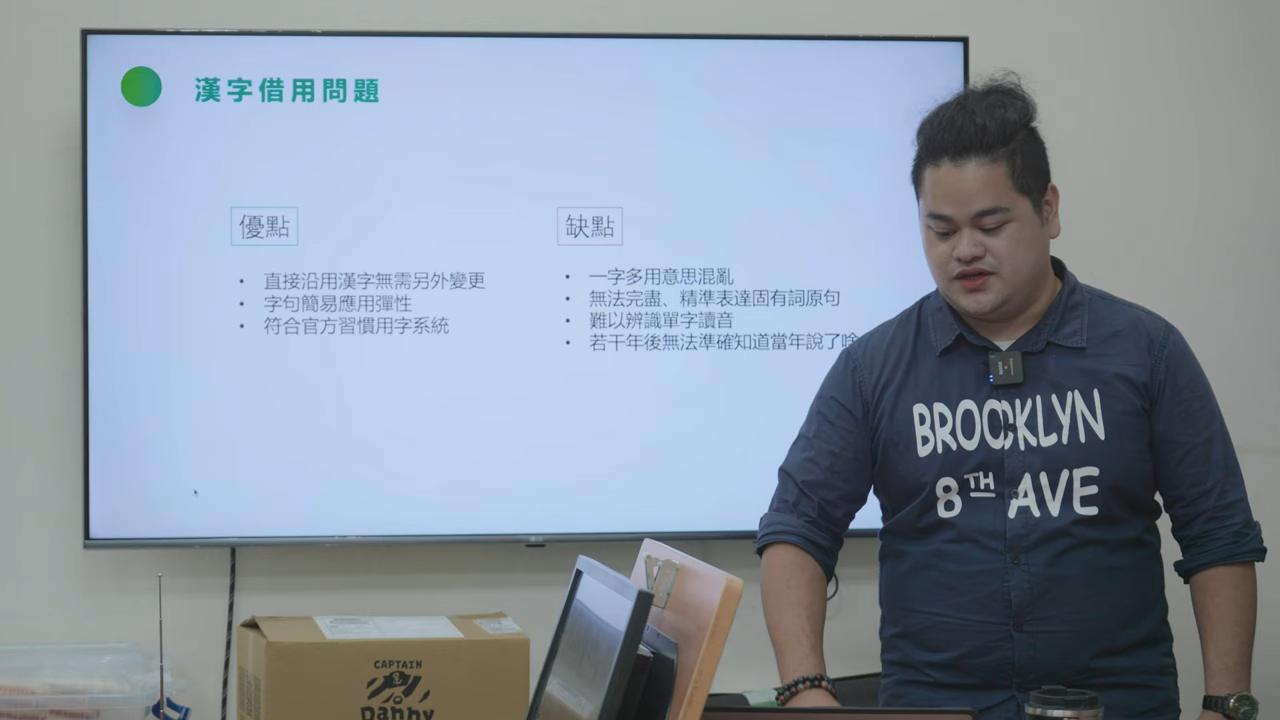 漢字借用問題
優點
• 直接沿用漢字無需另外變更
• 字句簡易應用彈性
• 符合官方習慣用字系統
缺點
• 一字多用意思混亂
• 無法完盡、精準表達固有詞原句
• 難以辨識單字讀音
• 若干年後無法準確知道當年說了啥
BROOKLYN
8TH AVE
CAPTAIN
Danny